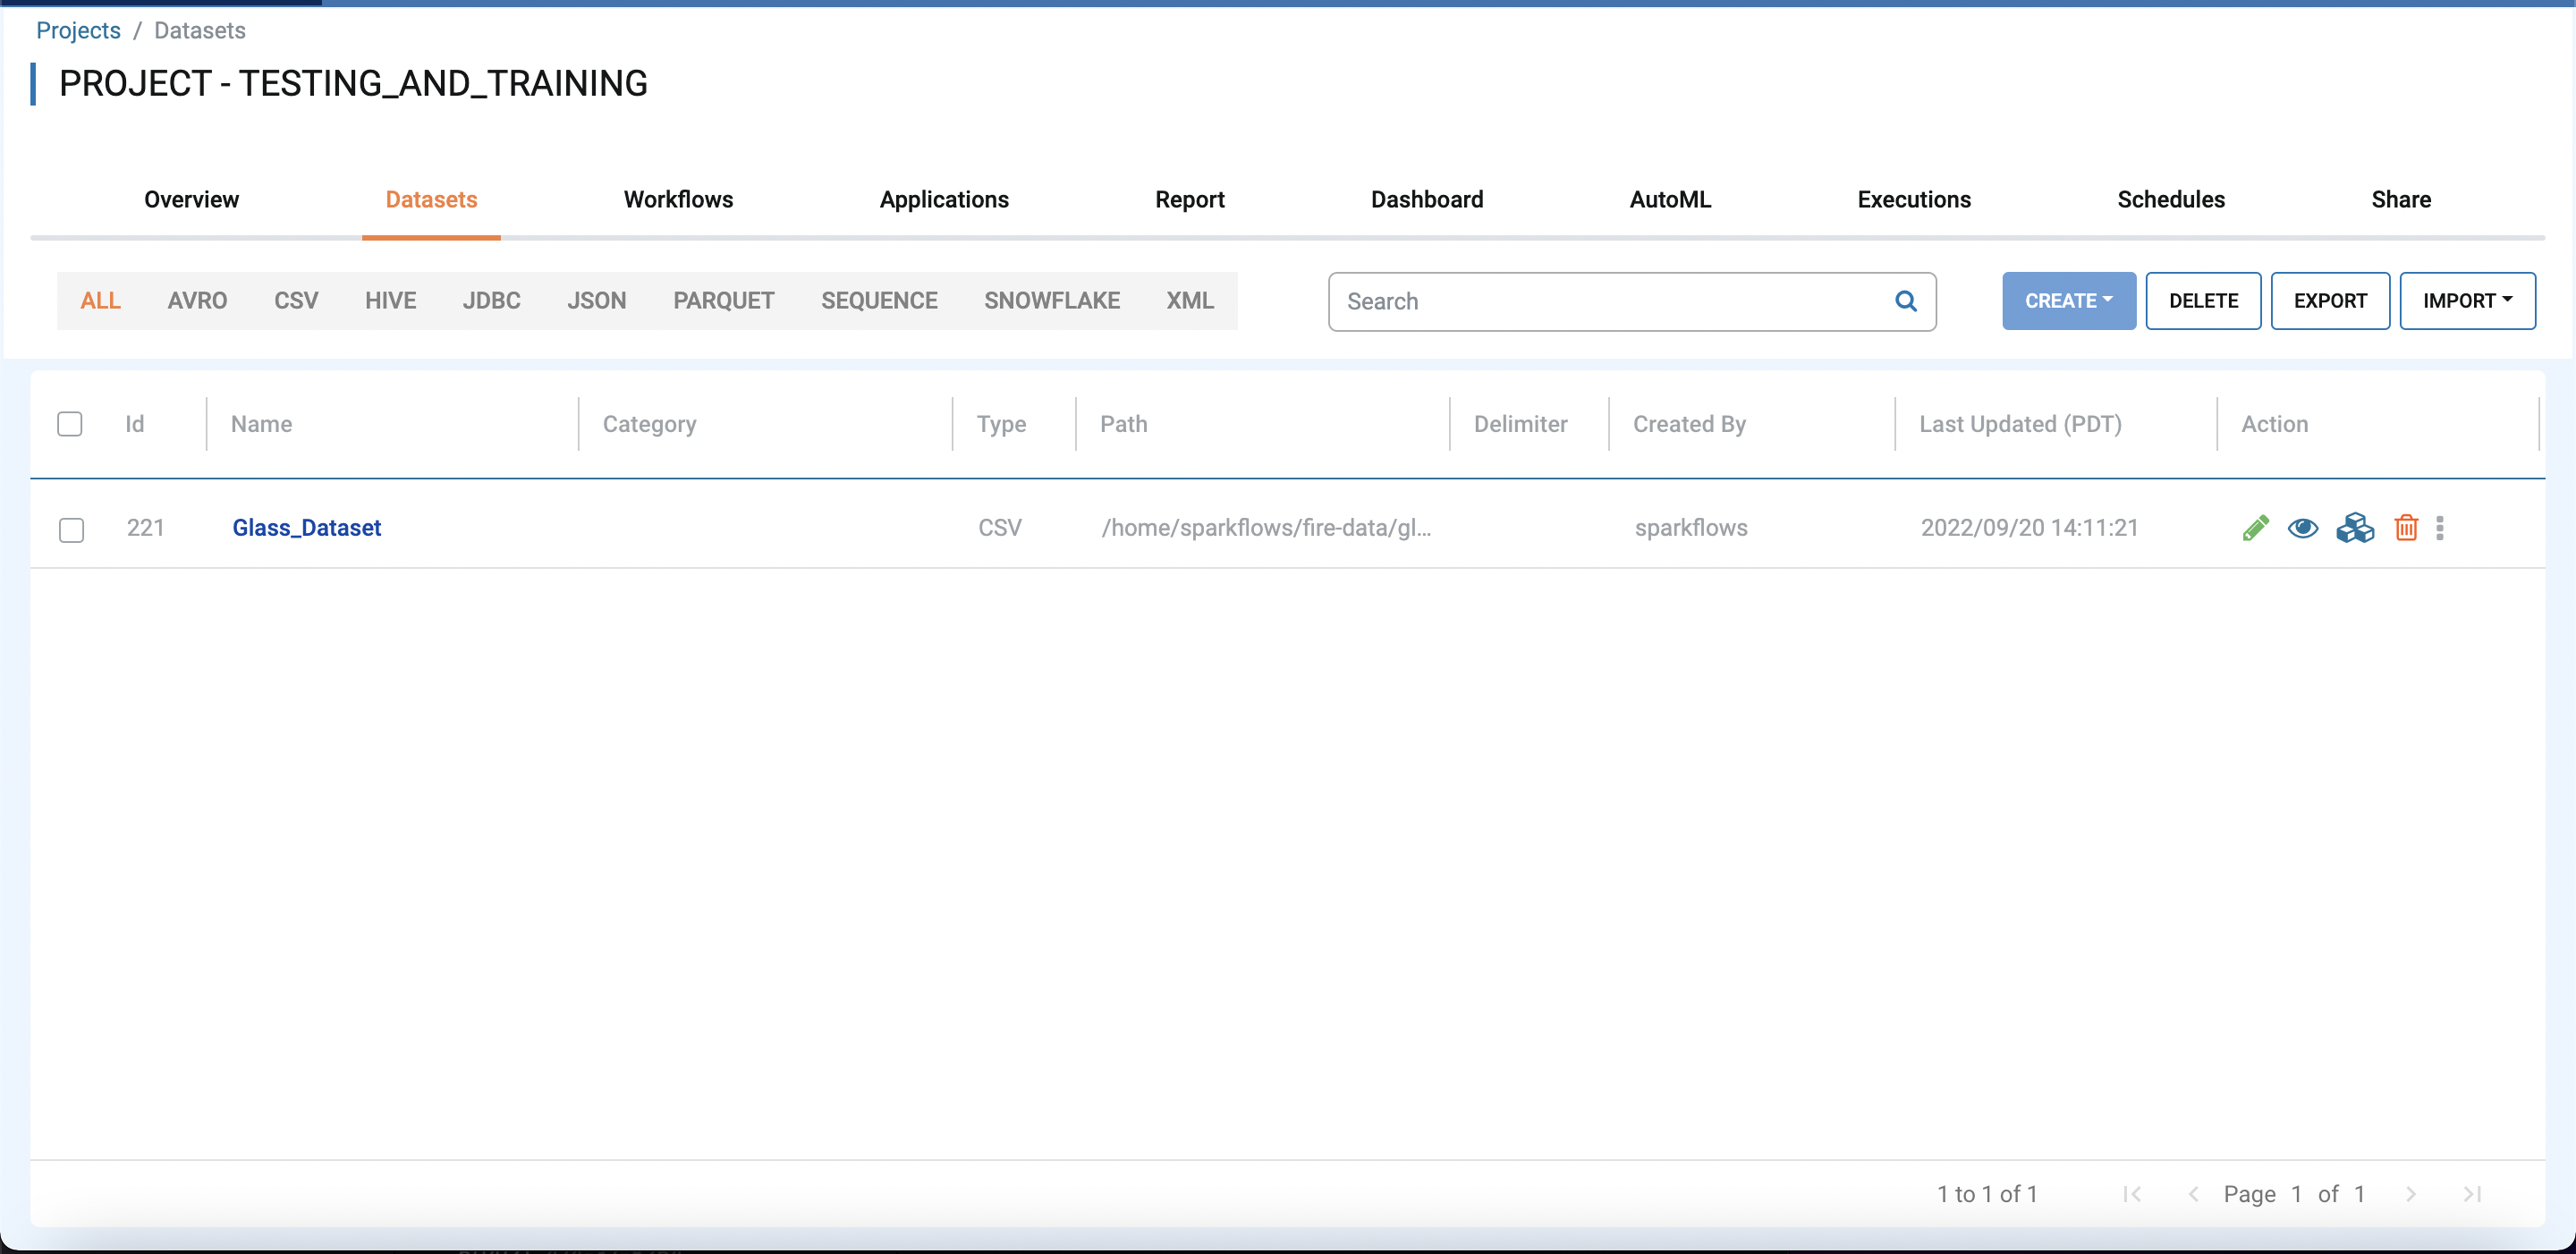 Projects / Datasets
PROJECT - TESTING_AND_TRAINING
Overview Datasets Workflows Applications Report Dashboard AutoML Executions Schedules Share
ALL AVRO CSV HIVE JDBC JSON PARQUET SEQUENCE SNOWFLAKE XML Search CREATE DELETE EXPORT IMPORT
Id Name Category Type Path Delimiter Created By Last Updated (PDT) Action
221 Glass_Dataset CSV /home/sparkflows/fire-data/gl... sparkflows 2022/09/20 14:11:21
1 to 1 of 1 Page 1 of 1